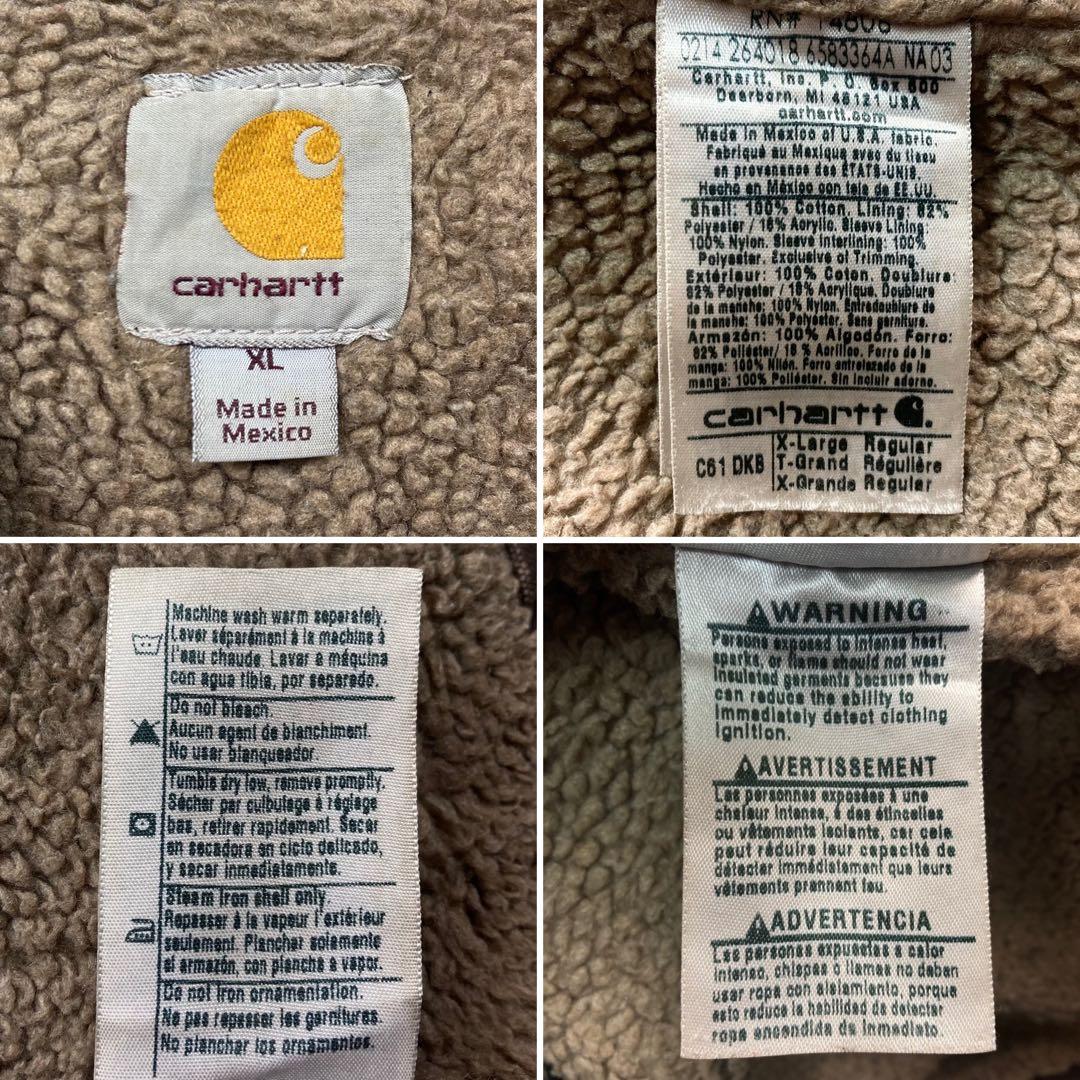 carhartt
XL
Made in
Mexico
RN# 14806
0214 264018 6583364A NA03
Carhartt, Inc. P. O. Box 600
Dearborn, MI 48121 USA
carhartt.com
Made in Mexico of U.S.A. fabric.
Fabriqué au Mexique avec du tissu
en provenance des ÉTATS-UNIS.
Hecho en México con tela de EE.UU.
Shell: 100% Cotton. Lining: 82%
Polyester / 18% Acrylic. Sleeve Lining:
100% Nylon. Sleeve interlining: 100%
Polyester. Exclusive of Trimming.
Extérieur: 100% Coton. Doublure:
82% Polyester / 18% Acrylique. Doublure
de la manche: 100% Nylon. Entredoublure de
la manche: 100% Polyester. Sans garniture.
Armazón: 100% Algodón. Forro:
82% Poliéster/ 18 % Acrílico. Forro de la
manga: 100% Nilón. Forro entrelazado de la
manga: 100% Poliéster. Sin incluir adorno.
carhartt
C61 DKB
X-Large Regular
T-Grand Régulière
X-Grande Regular
Machine wash warm separately.
Laver séparément à la machine à
l'eau chaude. Lavar a máquina
con agua tibia, por separado.
Do not bleach.
Aucun agent de blanchiment.
No usar blanqueador.
Tumble dry low, remove promptly.
Sécher par culbutage à réglage
bas, retirer rapidement. Secar
en secadora en ciclo delicado,
y sacar inmediatamente.
Steam iron shell only.
Repasser à la vapeur l'extérieur
seulement. Planchar solamente
el armazón, con plancha a vapor.
Do not iron ornamentation.
Ne pas repasser les garnitures.
No planchar los ornamentos.
WARNING
Persons exposed to intense heat,
sparks, or flame should not wear
insulated garments because they
can reduce the ability to
immediately detect clothing
ignition.
AVERTISSEMENT
Les personnes exposées à une
chaleur intense, à des étincelles
ou vêtements isolants, car cela
peut réduire leur capacité de
détecter immédiatement que leurs
vêtements prennent feu.
ADVERTENCIA
Las personas expuestas a calor
intenso, chispas o llamas no deben
usar ropa con aislamiento, porque
esto reduce la habilidad de detectar
ropa encendida de inmediato.